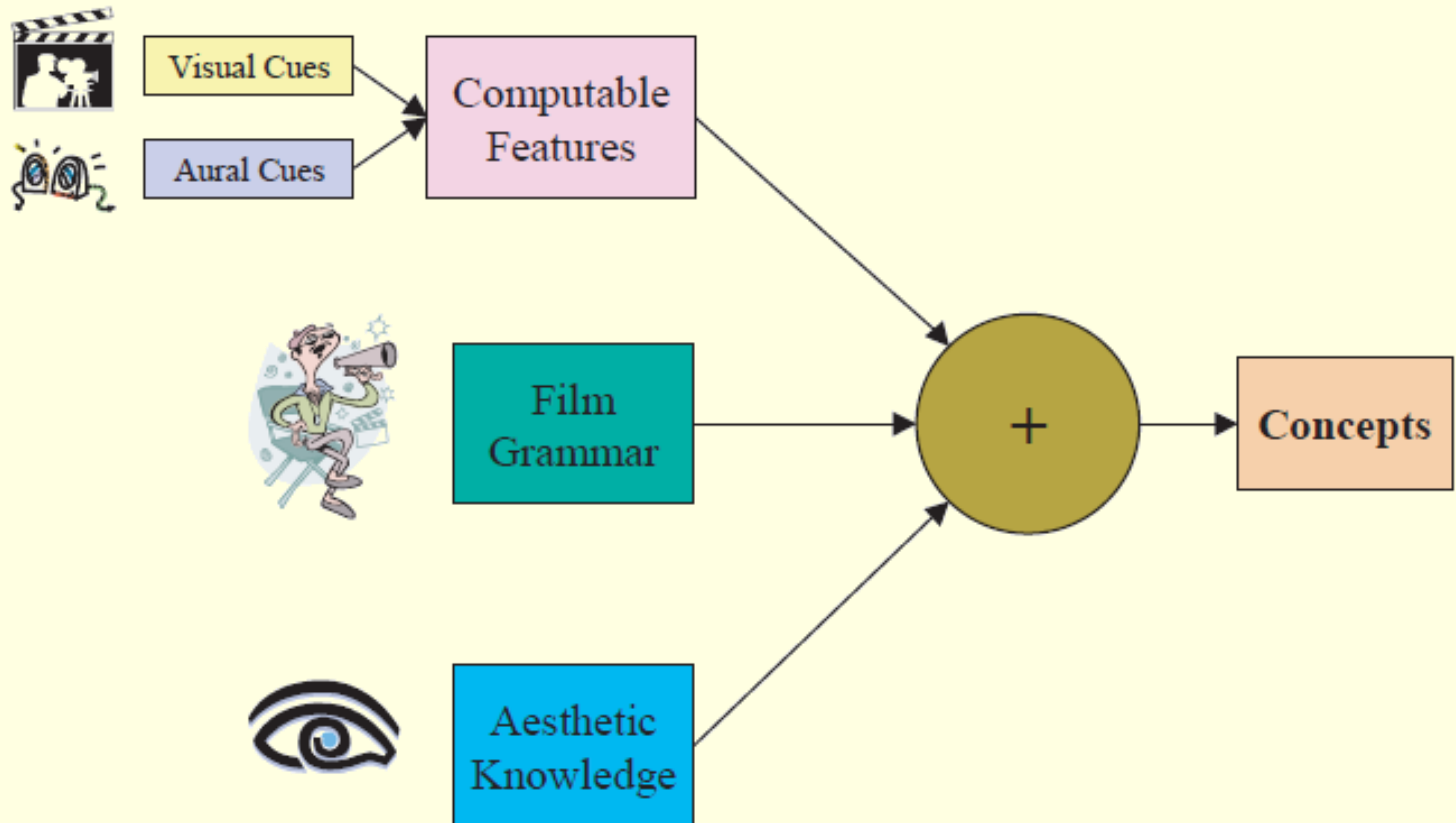 Visual Cues
Aural Cues
Computable
Features
Film
Grammar
Aesthetic
Knowledge
+
Concepts